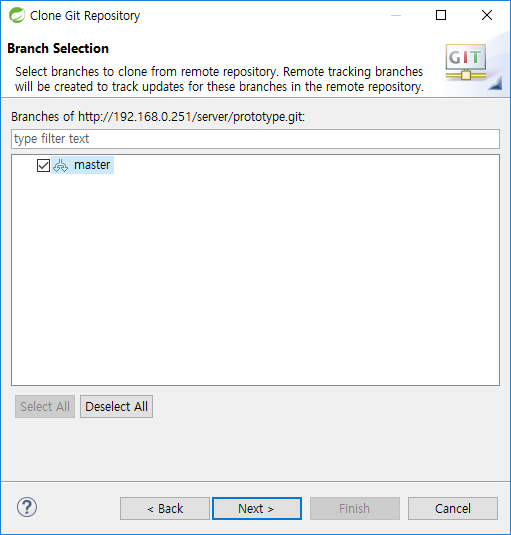 Clone Git Repository
Branch Selection
Select branches to clone from remote repository. Remote tracking branches
will be created to track updates for these branches in the remote repository.
GIT
Branches of http://192.168.0.251/server/prototype.git:
type filter text
master
Select All
Deselect All
?
< Back
Next >
Finish
Cancel